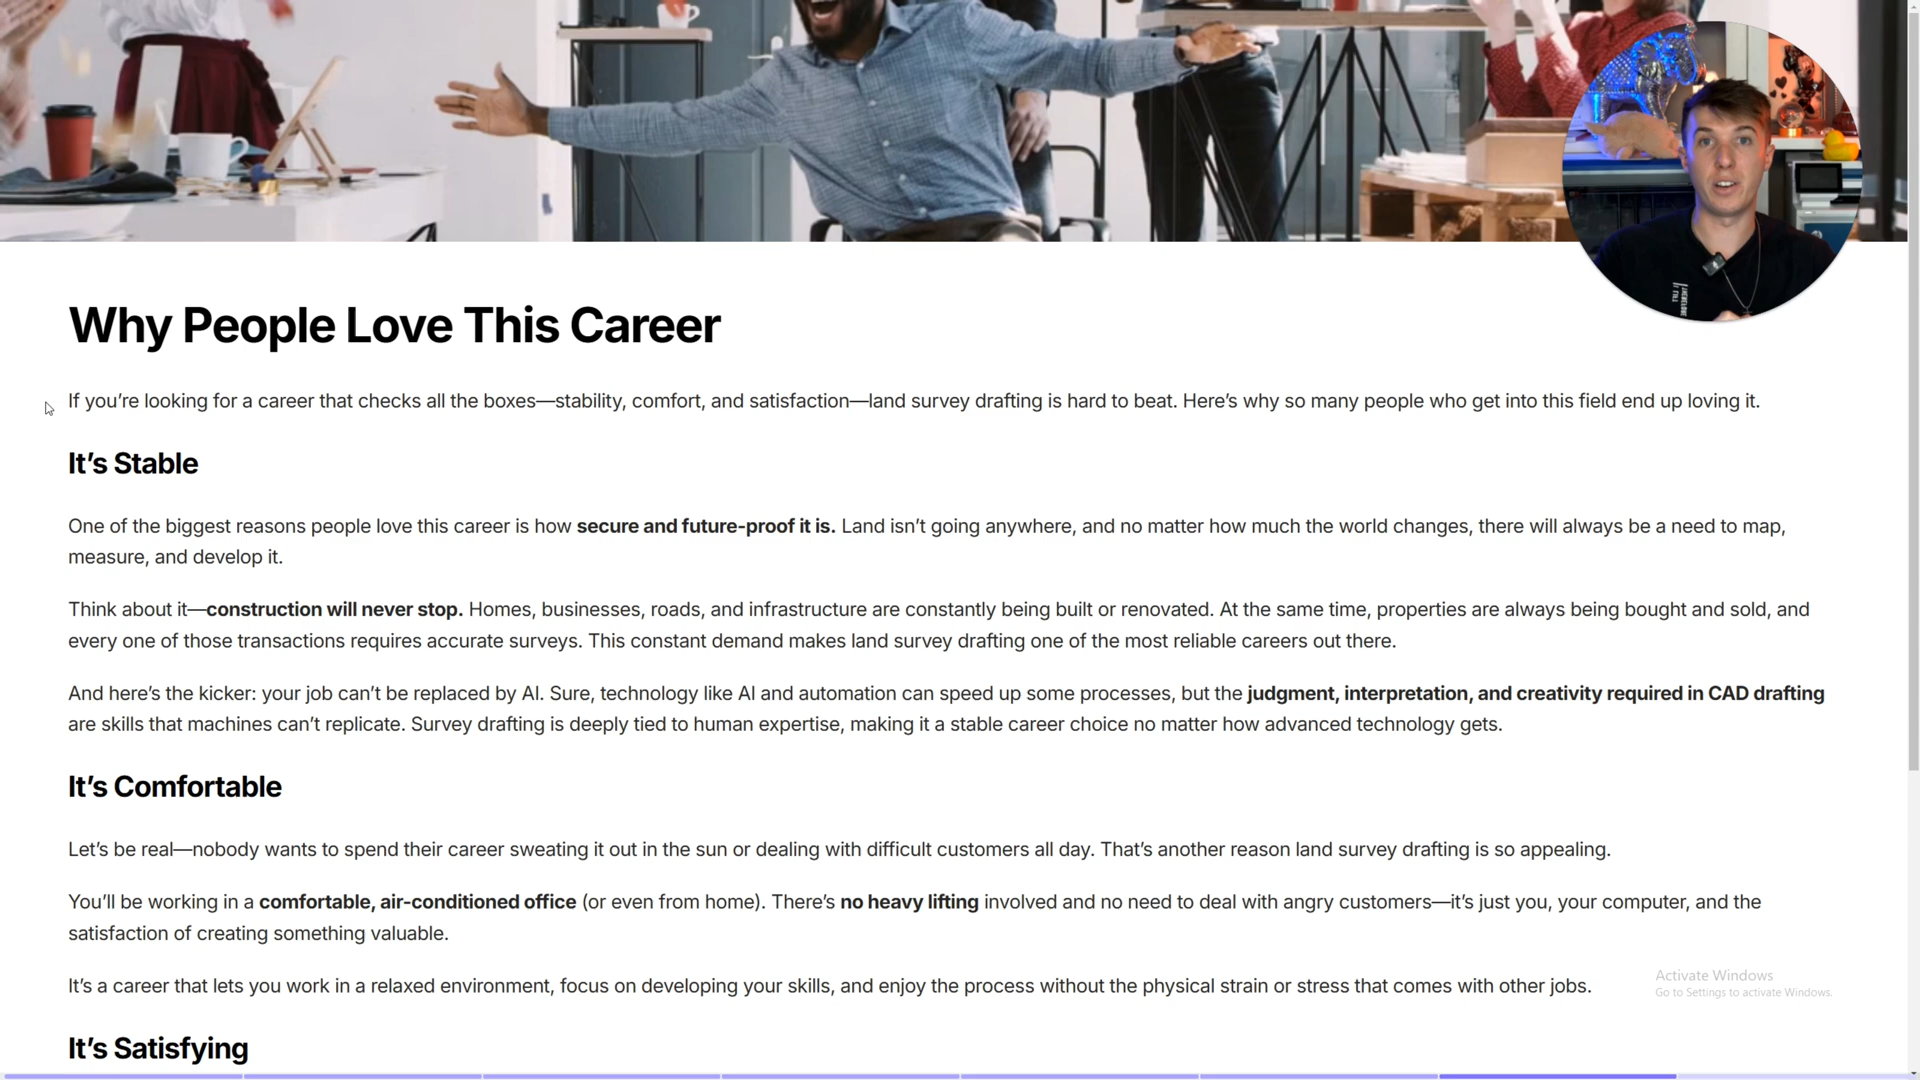 Why People Love This Career
If you’re looking for a career that checks all the boxes—stability, comfort, and satisfaction—land survey drafting is hard to beat. Here’s why so many people who get into this field end up loving it.
It’s Stable
One of the biggest reasons people love this career is how secure and future-proof it is. Land isn’t going anywhere, and no matter how much the world changes, there will always be a need to map,
measure, and develop it.
Think about it—construction will never stop. Homes, businesses, roads, and infrastructure are constantly being built or renovated. At the same time, properties are always being bought and sold, and
every one of those transactions requires accurate surveys. This constant demand makes land survey drafting one of the most reliable careers out there.
And here’s the kicker: your job can’t be replaced by AI. Sure, technology like AI and automation can speed up some processes, but the judgment, interpretation, and creativity required in CAD drafting
are skills that machines can’t replicate. Survey drafting is deeply tied to human expertise, making it a stable career choice no matter how advanced technology gets.
It’s Comfortable
Let’s be real—nobody wants to spend their career sweating it out in the sun or dealing with difficult customers all day. That’s another reason land survey drafting is so appealing.
You’ll be working in a comfortable, air-conditioned office (or even from home). There’s no heavy lifting involved and no need to deal with angry customers—it’s just you, your computer, and the
satisfaction of creating something valuable.
It’s a career that lets you work in a relaxed environment, focus on developing your skills, and enjoy the process without the physical strain or stress that comes with other jobs.
Activate Windows
Go to Settings to activate Windows.
It’s Satisfying